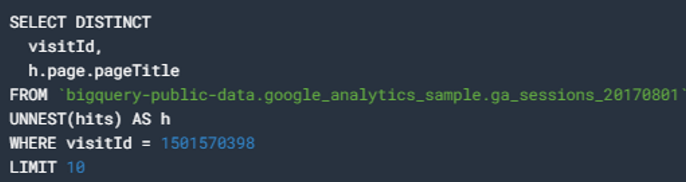 SELECT DISTINCT
visitId,
h.page.pageTitle
FROM `bigquery-public-data.google_analytics_sample.ga_sessions_20170801`
UNNEST(hits) AS h
WHERE visitId = 1501570398
LIMIT 10